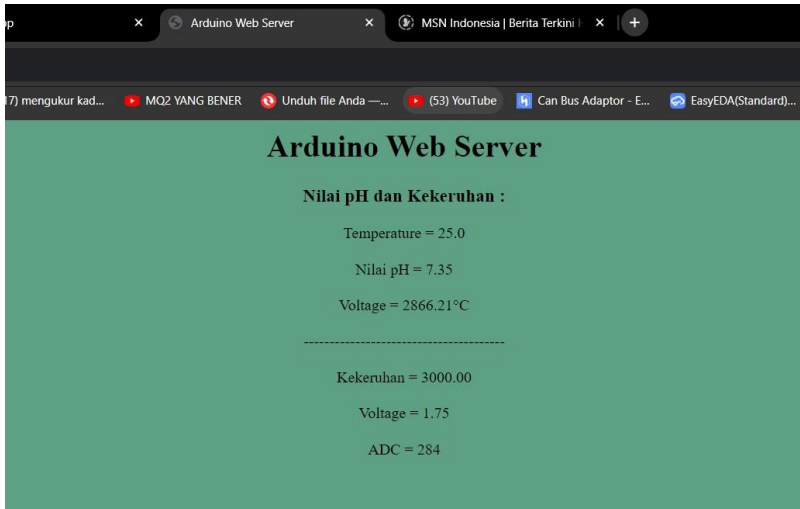 Arduino Web Server
MSN Indonesia | Berita Terkini
17) mengukur kad...
MQ2 YANG BENER
Unduh file Anda —...
(53) YouTube
Can Bus Adaptor - E...
EasyEDA(Standard)...
Arduino Web Server
Nilai pH dan Kekeruhan :
Temperature = 25.0
Nilai pH = 7.35
Voltage = 2866.21°C
---------------------------------------
Kekeruhan = 3000.00
Voltage = 1.75
ADC = 284